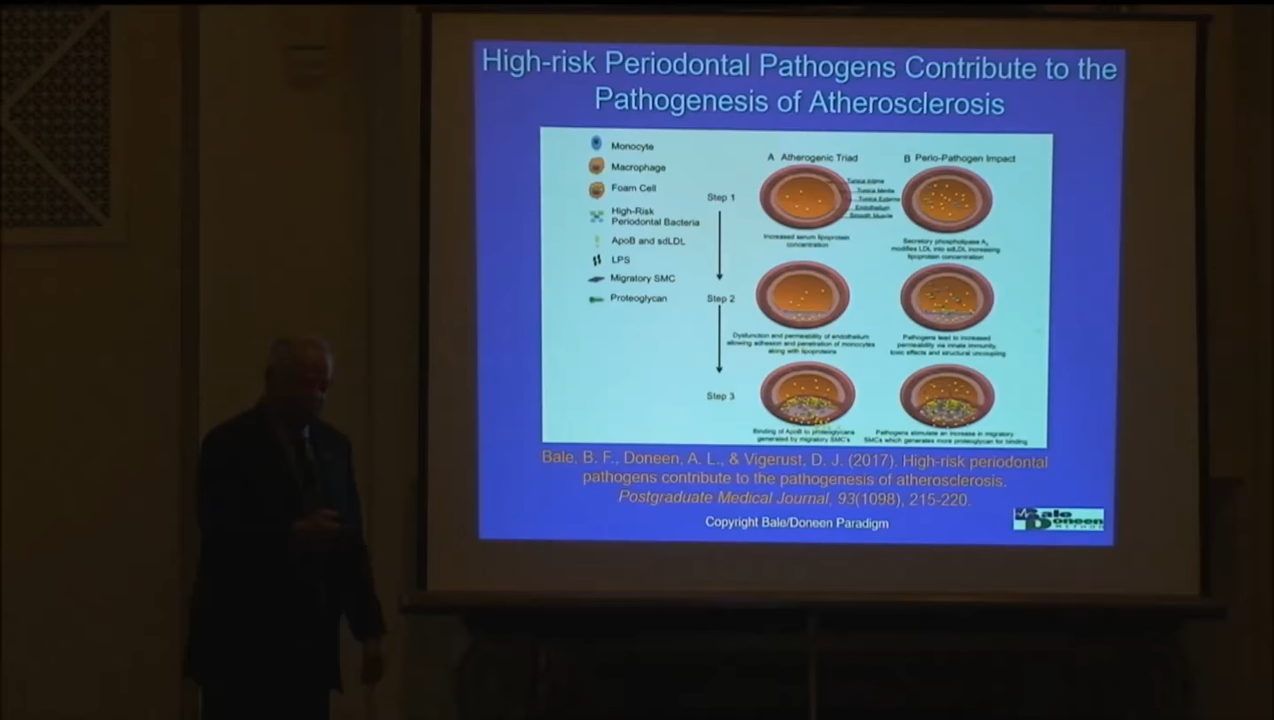 High-risk Periodontal Pathogens Contribute to the
Pathogenesis of Atherosclerosis
Monocyte
Macrophage
Foam Cell
High-Risk
Periodontal Bacteria
ApoB and sdLDL
LPS
Migratory SMC
Proteoglycan
Step 1
Step 2
Step 3
A Atherogenic Triad
Tunica Intima
Tunica Media
Tunica Externa
Endothelium
Smooth Muscle
Increased serum lipoprotein
concentration
Dysfunction and permeability of endothelium
allowing adhesion and penetration of monocytes
along with lipoproteins
Binding of ApoB to proteoglycans
generated by migratory SMC's
B Perio-Pathogen Impact
Secretory phospholipase A₂
modifies LDL into sdLDL increasing
lipoprotein concentration
Pathogens lead to increased
permeability via innate immunity,
toxic effects and structural uncoupling
Pathogens stimulate an increase in migratory
SMCs which generates more proteoglycan for binding
Bale, B. F., Doneen, A. L., & Vigerust, D. J. (2017). High-risk periodontal
pathogens contribute to the pathogenesis of atherosclerosis.
Postgraduate Medical Journal, 93(1098), 215-220.
Copyright Bale/Doneen Paradigm
Bale
Doneen
METHOD